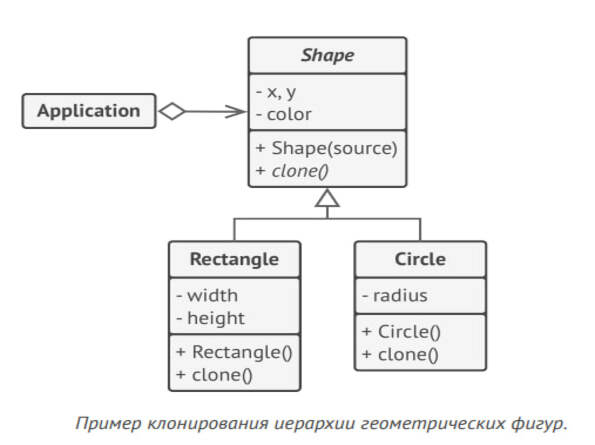 Shape
- x, y
- color
+ Shape(source)
+ clone()
Application
Rectangle
- width
- height
+ Rectangle()
+ clone()
Circle
- radius
+ Circle()
+ clone()
Пример клонирования иерархии геометрических фигур.